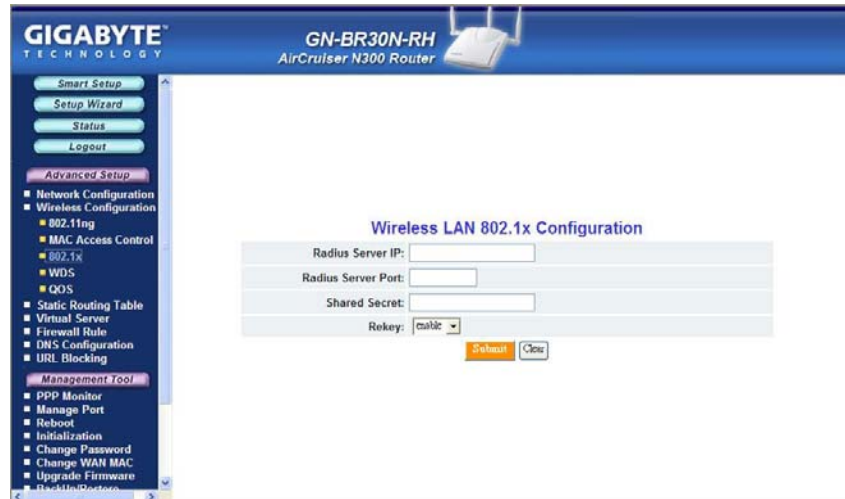 GIGABYTE™
TECHNOLOGY
GN-BR30N-RH
AirCruiser N300 Router
Smart Setup
Setup Wizard
Status
Logout
Advanced Setup
Network Configuration
Wireless Configuration
802.11ng
MAC Access Control
802.1x
WDS
QOS
Static Routing Table
Virtual Server
Firewall Rule
DNS Configuration
URL Blocking
Management Tool
PPP Monitor
Manage Port
Reboot
Initialization
Change Password
Change WAN MAC
Upgrade Firmware
BackUp/Restore
Wireless LAN 802.1x Configuration
Radius Server IP:
Radius Server Port:
Shared Secret:
Rekey: enable
Submit Clear